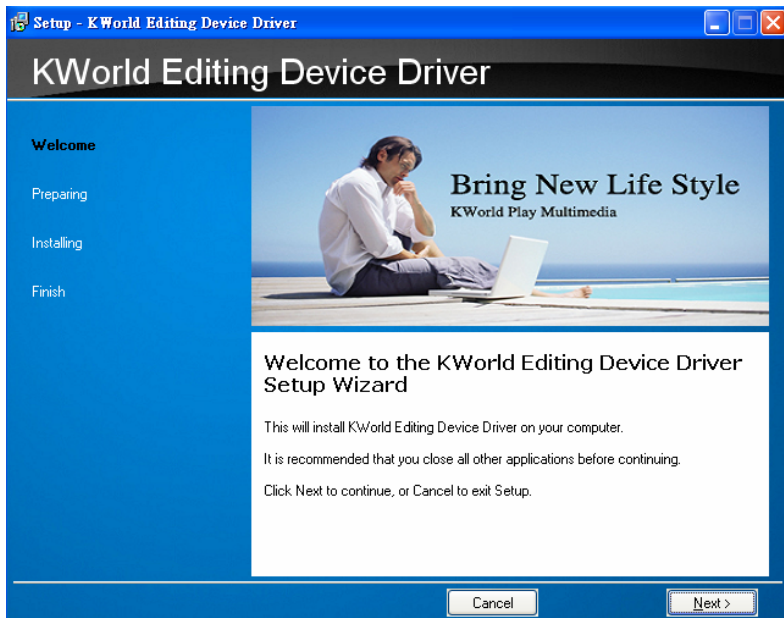 Setup - KWorld Editing Device Driver
KWorld Editing Device Driver
Welcome
Preparing
Installing
Finish
Bring New Life Style
KWorld Play Multimedia
Welcome to the KWorld Editing Device Driver
Setup Wizard
This will install KWorld Editing Device Driver on your computer.
It is recommended that you close all other applications before continuing.
Click Next to continue, or Cancel to exit Setup.
Cancel
Next >